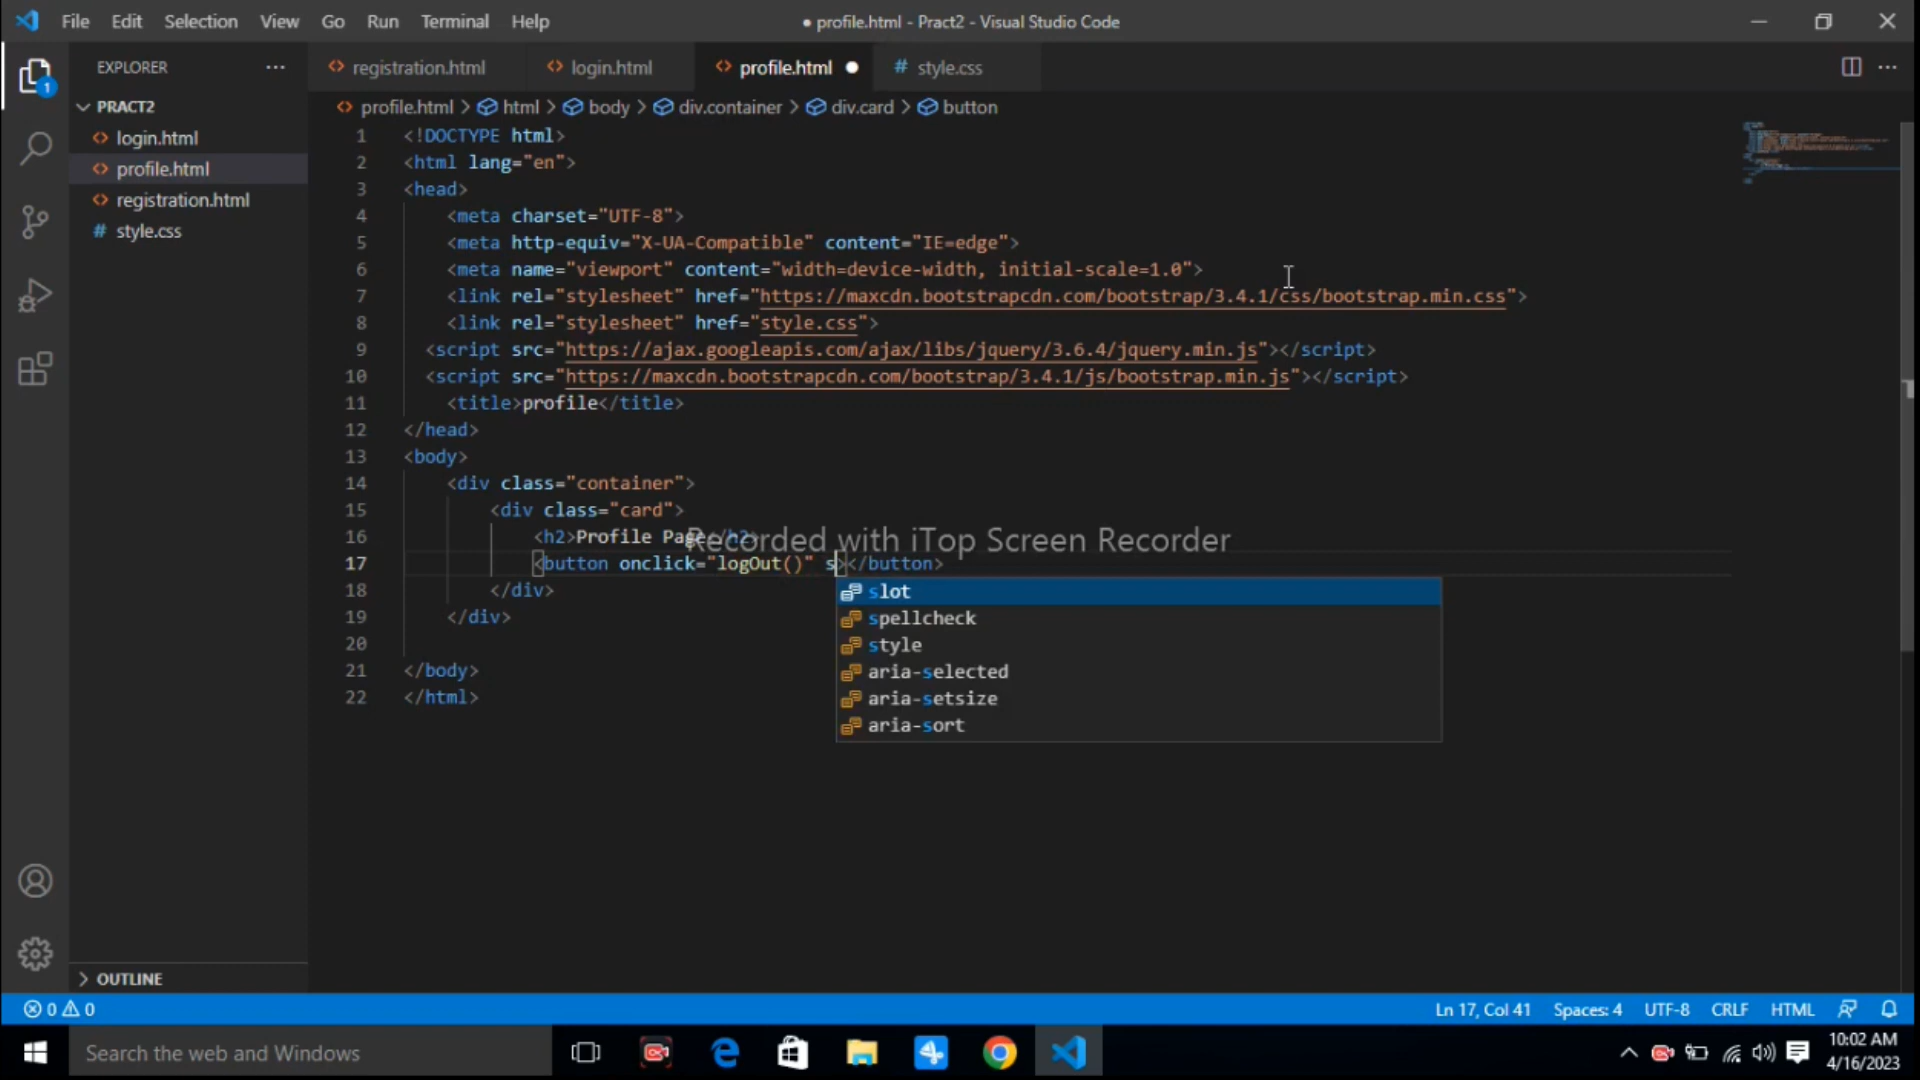 File Edit Selection View Go Run Terminal Help
● profile.html - Pract2 - Visual Studio Code
EXPLORER
registration.html
login.html
profile.html
# style.css
1
PRACT2
login.html
profile.html
registration.html
# style.css
profile.html > html > body > div.container > div.card > button
1 <!DOCTYPE html>
2 <html lang="en">
3 <head>
4 <meta charset="UTF-8">
5 <meta http-equiv="X-UA-Compatible" content="IE=edge">
6 <meta name="viewport" content="width=device-width, initial-scale=1.0">
7 <link rel="stylesheet" href="https://maxcdn.bootstrapcdn.com/bootstrap/3.4.1/css/bootstrap.min.css">
8 <link rel="stylesheet" href="style.css">
9 <script src="https://ajax.googleapis.com/ajax/libs/jquery/3.6.4/jquery.min.js"></script>
10 <script src="https://maxcdn.bootstrapcdn.com/bootstrap/3.4.1/js/bootstrap.min.js"></script>
11 <title>profile</title>
12 </head>
13 <body>
14 <div class="container">
15 <div class="card">
16 <h2>Profile Page</h2>
Recorded with iTop Screen Recorder
17 <button onclick="logOut()" s></button>
18 </div>
19 </div>
20
21 </body>
22 </html>
slot
spellcheck
style
aria-selected
aria-setsize
aria-sort
OUTLINE
0 0
Ln 17, Col 41 Spaces: 4 UTF-8 CRLF HTML
Search the web and Windows
10:02 AM
4/16/2023